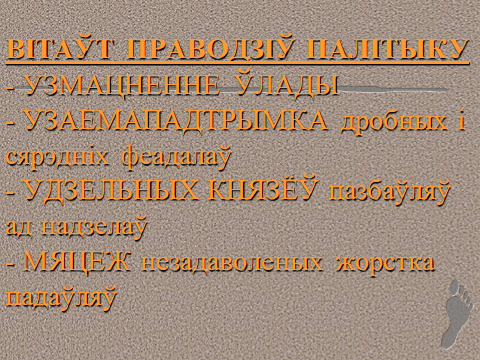 ВІТАЎТ ПРАВОДЗІЎ ПАЛІТЫКУ
- УЗМАЦНЕННЕ ЎЛАДЫ
- УЗАЕМАПАДТРЫМКА дробных і
сярэдніх феадалаў
- УДЗЕЛЬНЫХ КНЯЗЁЎ пазбаўляў
ад надзелаў
- МЯЦЕЖ незадаволеных жорстка
падаўляў